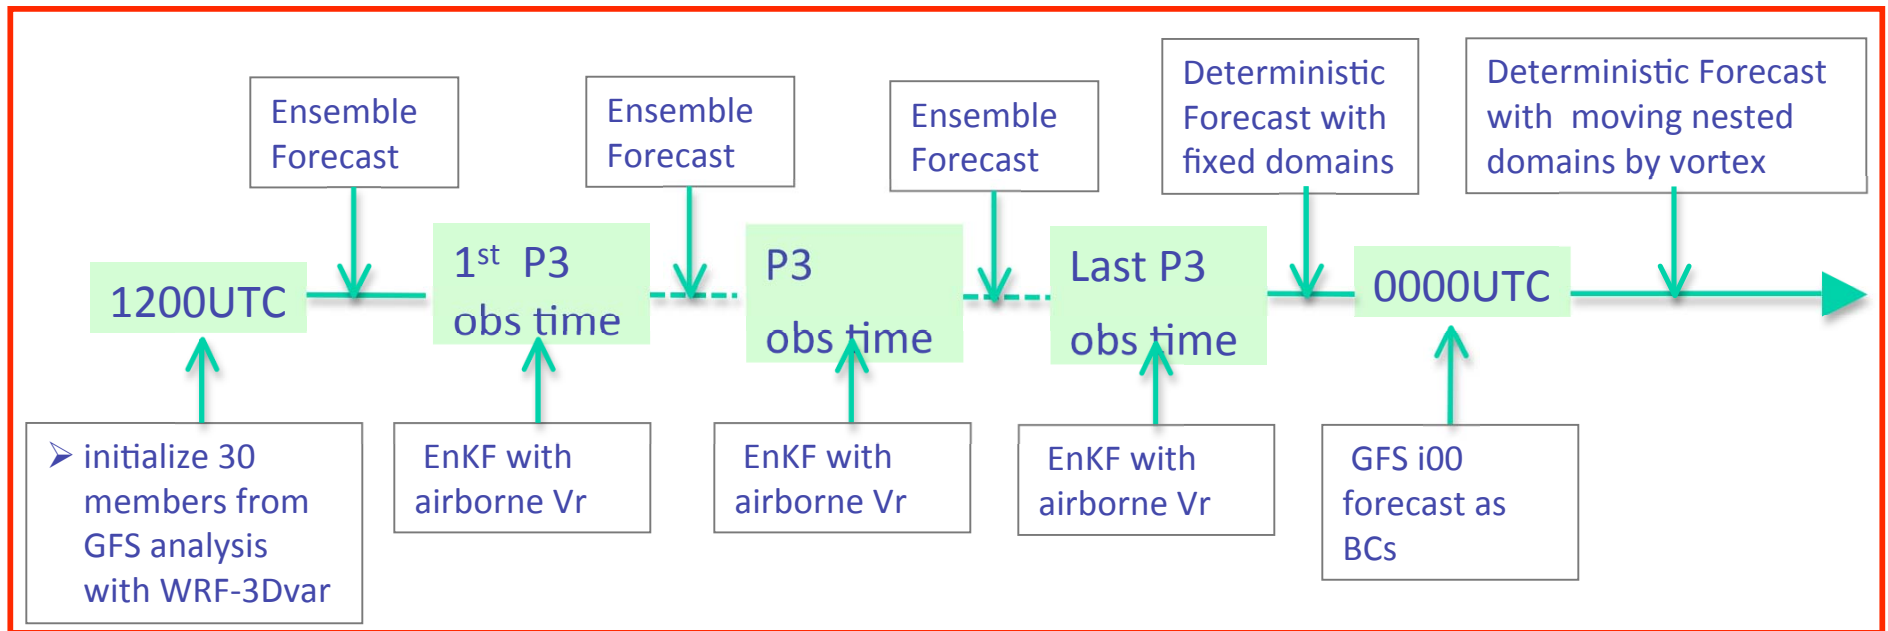 Ensemble
Forecast
Ensemble
Forecast
Ensemble
Forecast
Deterministic
Forecast with
fixed domains
Deterministic Forecast
with moving nested
domains by vortex
1200UTC
1st P3
obs time
P3
obs time
Last P3
obs time
0000UTC
➢ initialize 30
members from
GFS analysis
with WRF-3Dvar
EnKF with
airborne Vr
EnKF with
airborne Vr
EnKF with
airborne Vr
GFS i00
forecast as
BCs